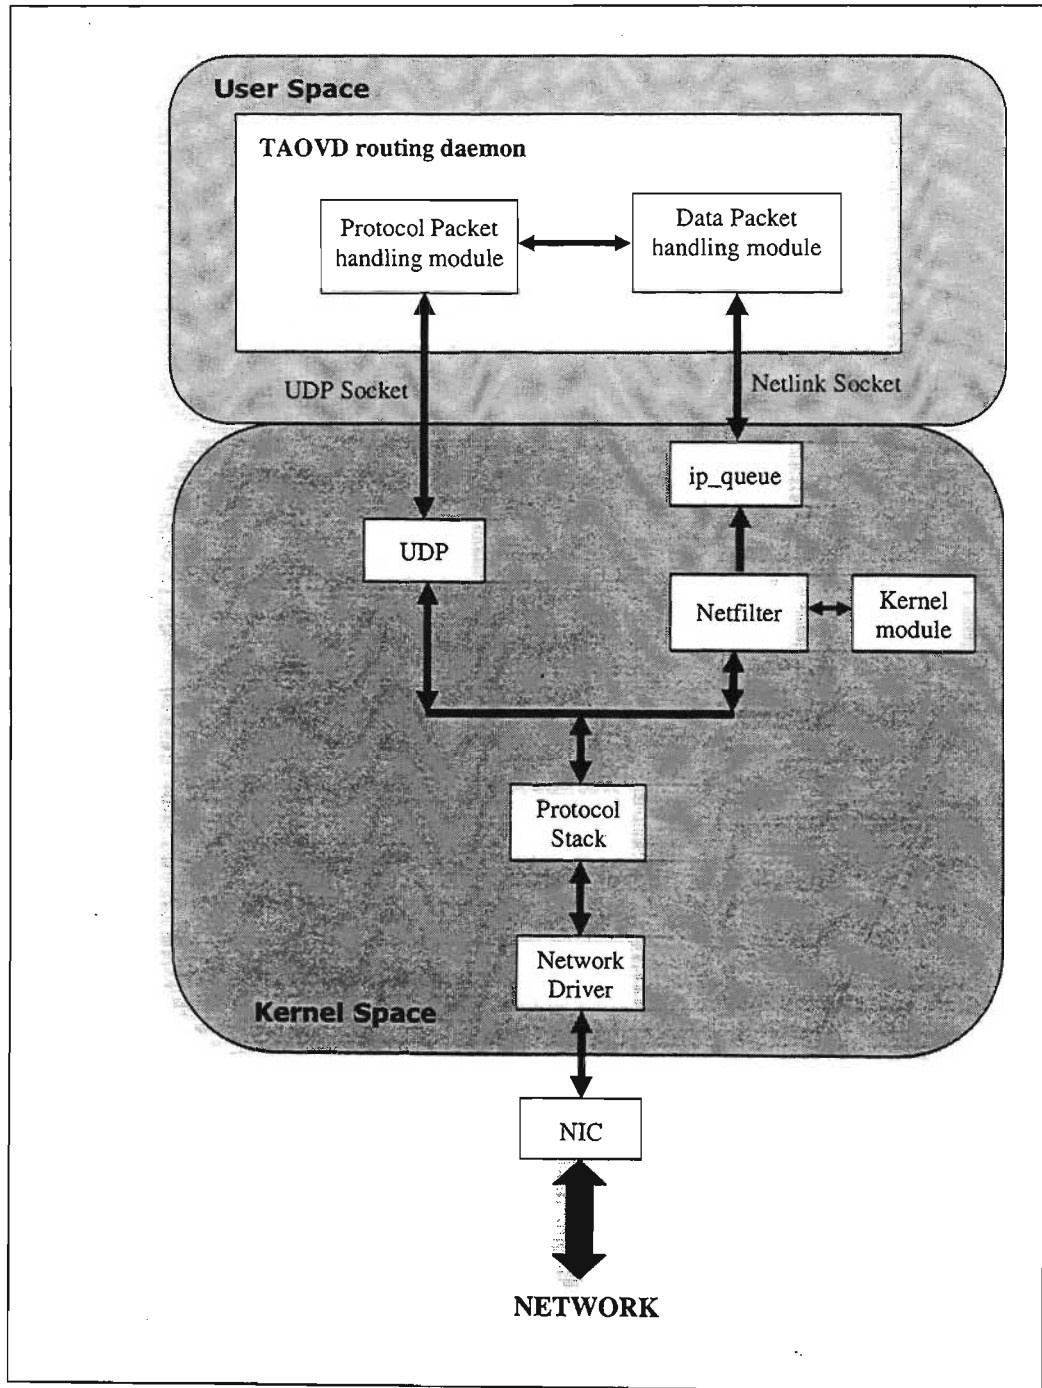 User Space
TAOVD routing daemon
Protocol Packet
handling module
Data Packet
handling module
UDP Socket
Netlink Socket
ip_queue
UDP
Netfilter
Kernel
module
Protocol
Stack
Network
Driver
Kernel Space
NIC
NETWORK